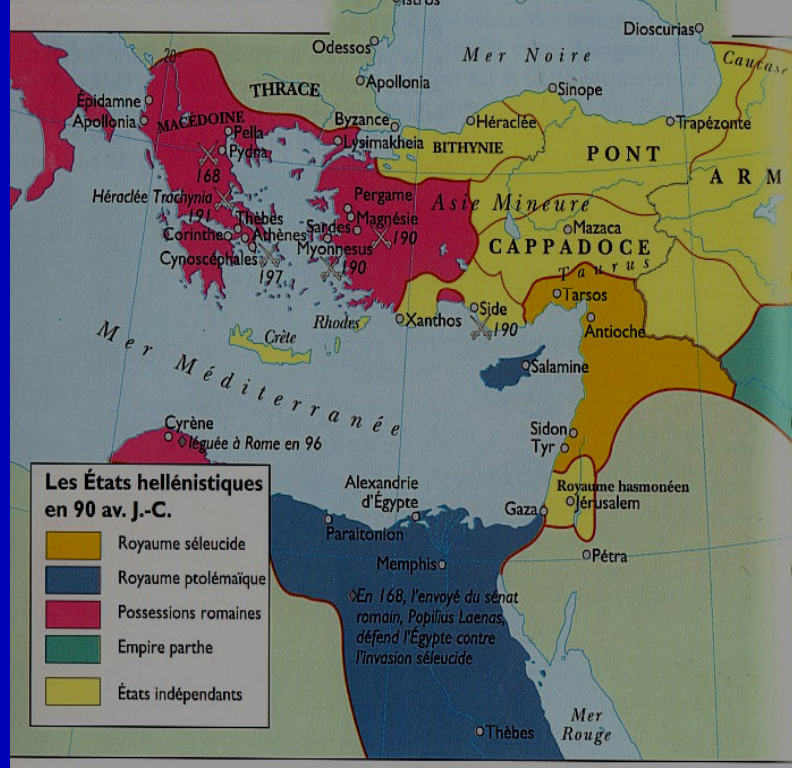 Istros
Dioscurias
Odessos
Mer Noire
Caucase
20°
Apollonia
Sinope
THRACE
Épidamne
Apollonia
MACÉDOINE
Byzance
Héraclée
Trapézonte
Pella
Lysimakheia
BITHYNIE
Pydna
PONT
168
ARM
Héraclée Trachynia
191
Pergame
Asie Mineure
Thèbes
Magnésie
Sardes
Mazaca
Corinthe
Athènes
190
Myonnesus
CAPPADOCE
Cynoscéphales
190
Taurus
197
Tarsos
Side
Rhodes
Xanthos
190
Antioche
Crète
Mer Méditerranée
Salamine
Cyrène
léguée à Rome en 96
Sidon
Tyr
Les États hellénistiques
en 90 av. J.-C.
Royaume séleucide
Royaume ptolémaïque
Possessions romaines
Empire parthe
États indépendants
Alexandrie
d'Égypte
Royaume hasmonéen
Jérusalem
Gaza
Paraitonion
Pétra
Memphis
En 168, l'envoyé du sénat
romain, Popilius Laenas,
défend l'Égypte contre
l'invasion séleucide
Mer
Rouge
Thèbes